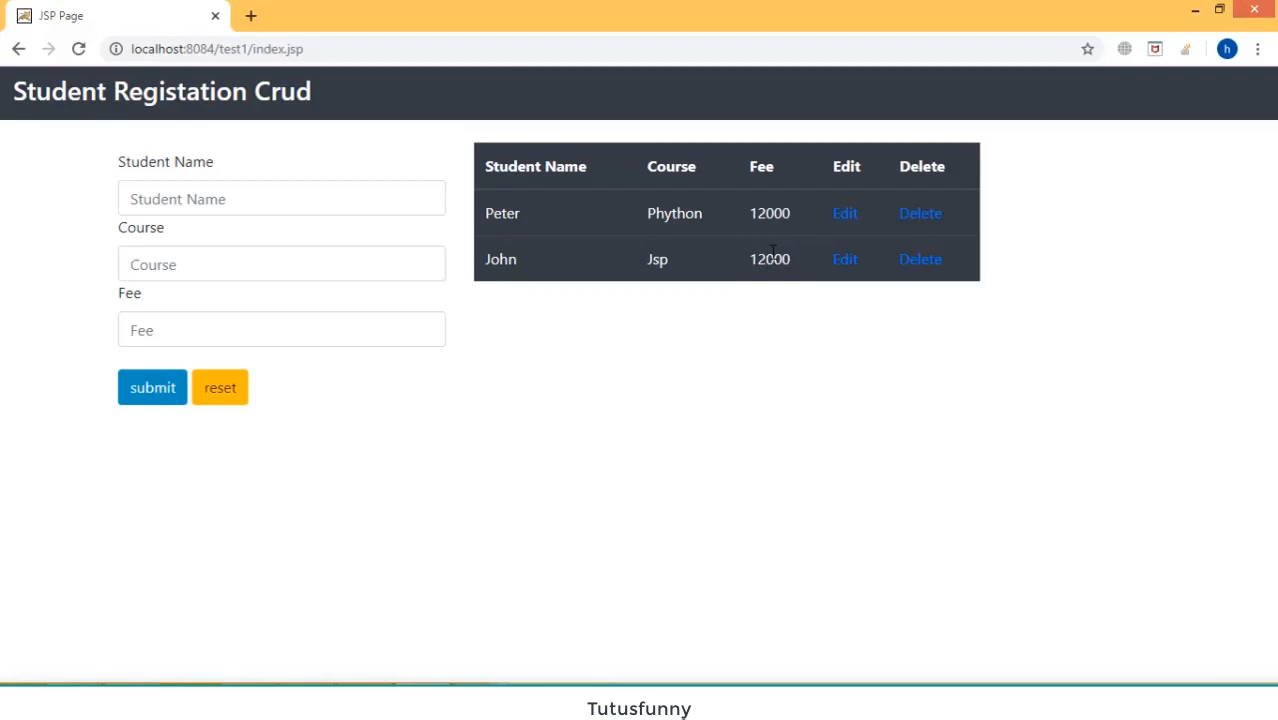 JSP Page
localhost:8084/test1/index.jsp
h
Student Registation Crud
Student Name
Student Name
Course
Course
Fee
Fee
submit reset
Student Name Course Fee Edit Delete
Peter Phython 12000 Edit Delete
John Jsp 12000 Edit Delete
Tutusfunny